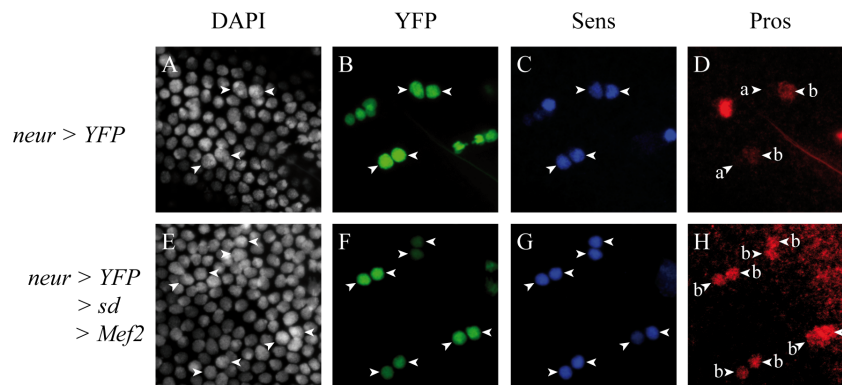 DAPI YFP Sens Pros
neur > YFP
A B C D
a b
a b
neur > YFP
> sd
> Mef2
E F G H
b b
b b
b
b b